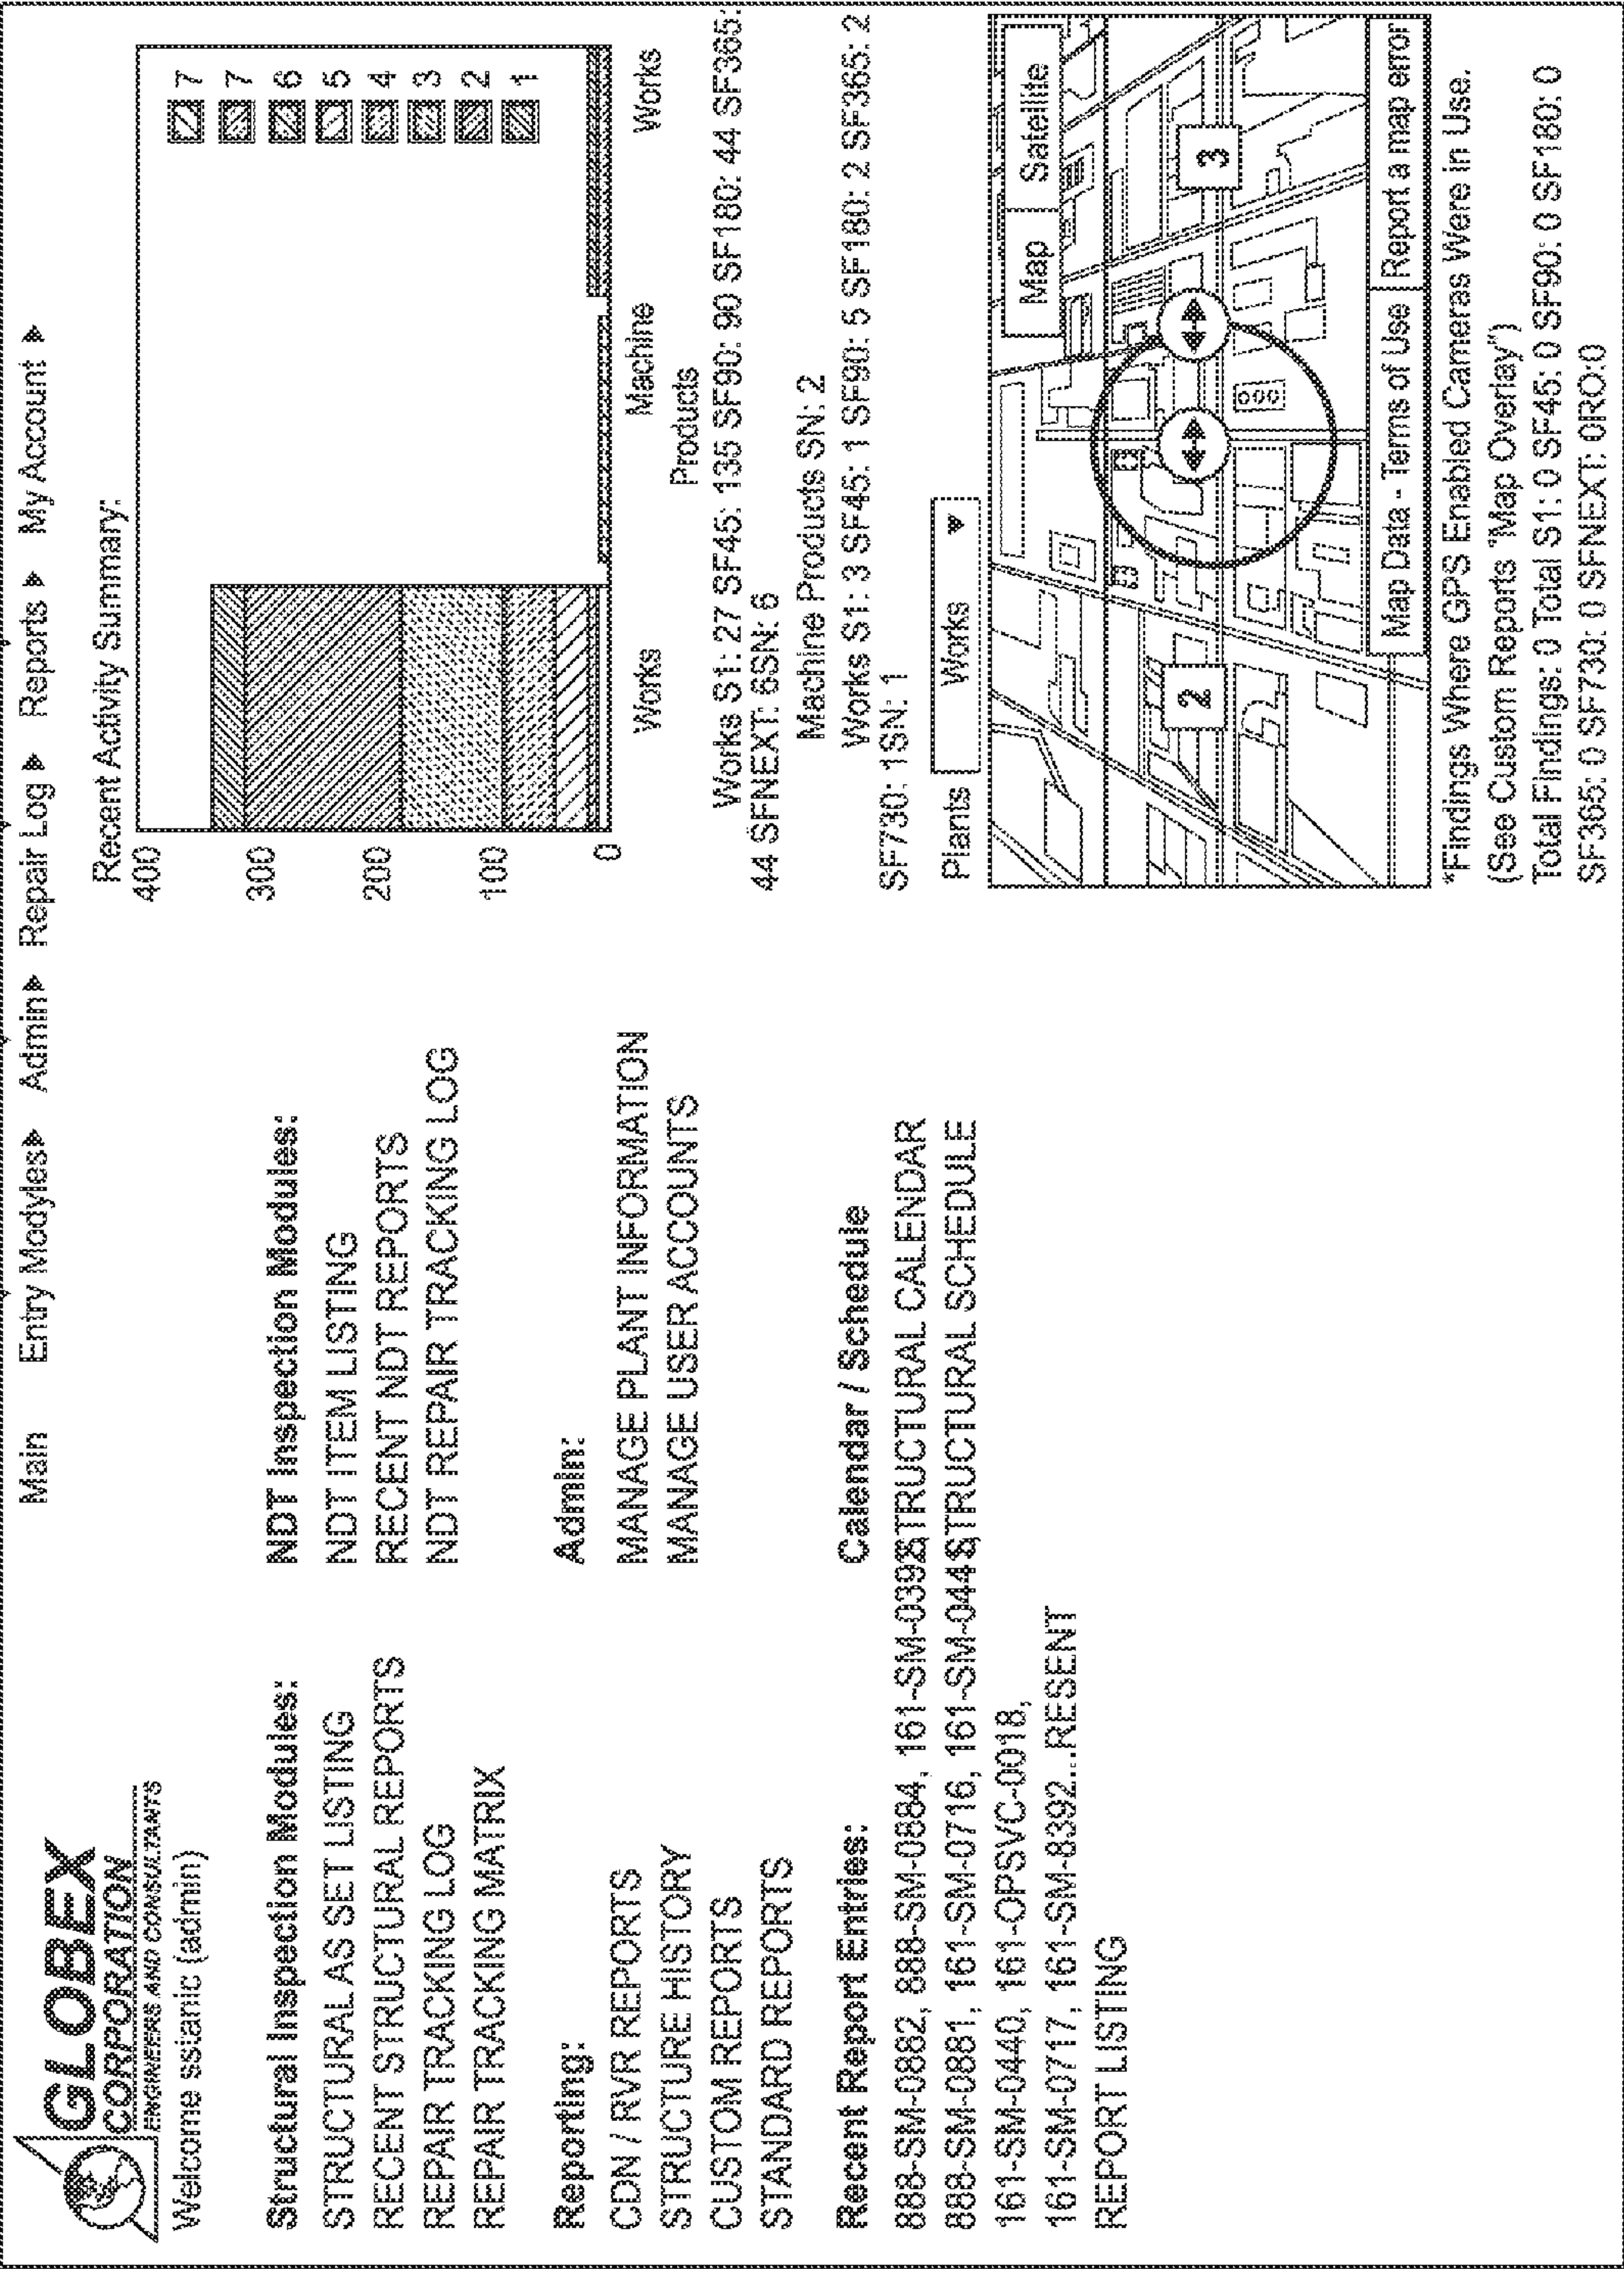 Main Entry Modyles Admin Repair Log Reports My Account
GLOBEX
CORPORATION
ENGINEERS AND CONSULTANTS
Welcome sstianic (admin)
Structural Inspection Modules:
STRUCTURAL AS SET LISTING
RECENT STRUCTURAL REPORTS
REPAIR TRACKING LOG
REPAIR TRACKING MATRIX
Reporting:
CDN / RVR REPORTS
STRUCTURE HISTORY
CUSTOM REPORTS
STANDARD REPORTS
Recent Report Entries:
888-SM-0882, 888-SM-0884, 161-SM-0392,
888-SM-0881, 161-SM-0716, 161-SM-0441,
161-SM-0440, 161-OPSVC-0018,
161-SM-0717, 161-SM-8392...RESENT
REPORT LISTING
NDT Inspection Modules:
NDT ITEM LISTING
RECENT NDT REPORTS
NDT REPAIR TRACKING LOG
Admin:
MANAGE PLANT INFORMATION
MANAGE USER ACCOUNTS
Calendar / Schedule
STRUCTURAL CALENDAR
STRUCTURAL SCHEDULE
Recent Activity Summary:
400
300
200
100
0
7
7
6
5
4
3
2
1
Works
Machine
Products
Works
Works S1: 27 SF45: 135 SF90: 90 SF180: 44 SF365:
44 SFNEXT: 6SN: 6
Machine Products SN: 2
Works S1: 3 SF45: 1 SF90: 5 SF180: 2 SF365: 2
SF730: 1SN: 1
Plants Works
Map Satellite
2
3
Map Data - Terms of Use Report a map error
*Findings Where GPS Enabled Cameras Were in Use.
(See Custom Reports "Map Overlay")
Total Findings: 0 Total S1: 0 SF45: 0 SF90: 0 SF180: 0
SF365: 0 SF730: 0 SFNEXT: 0RO:0